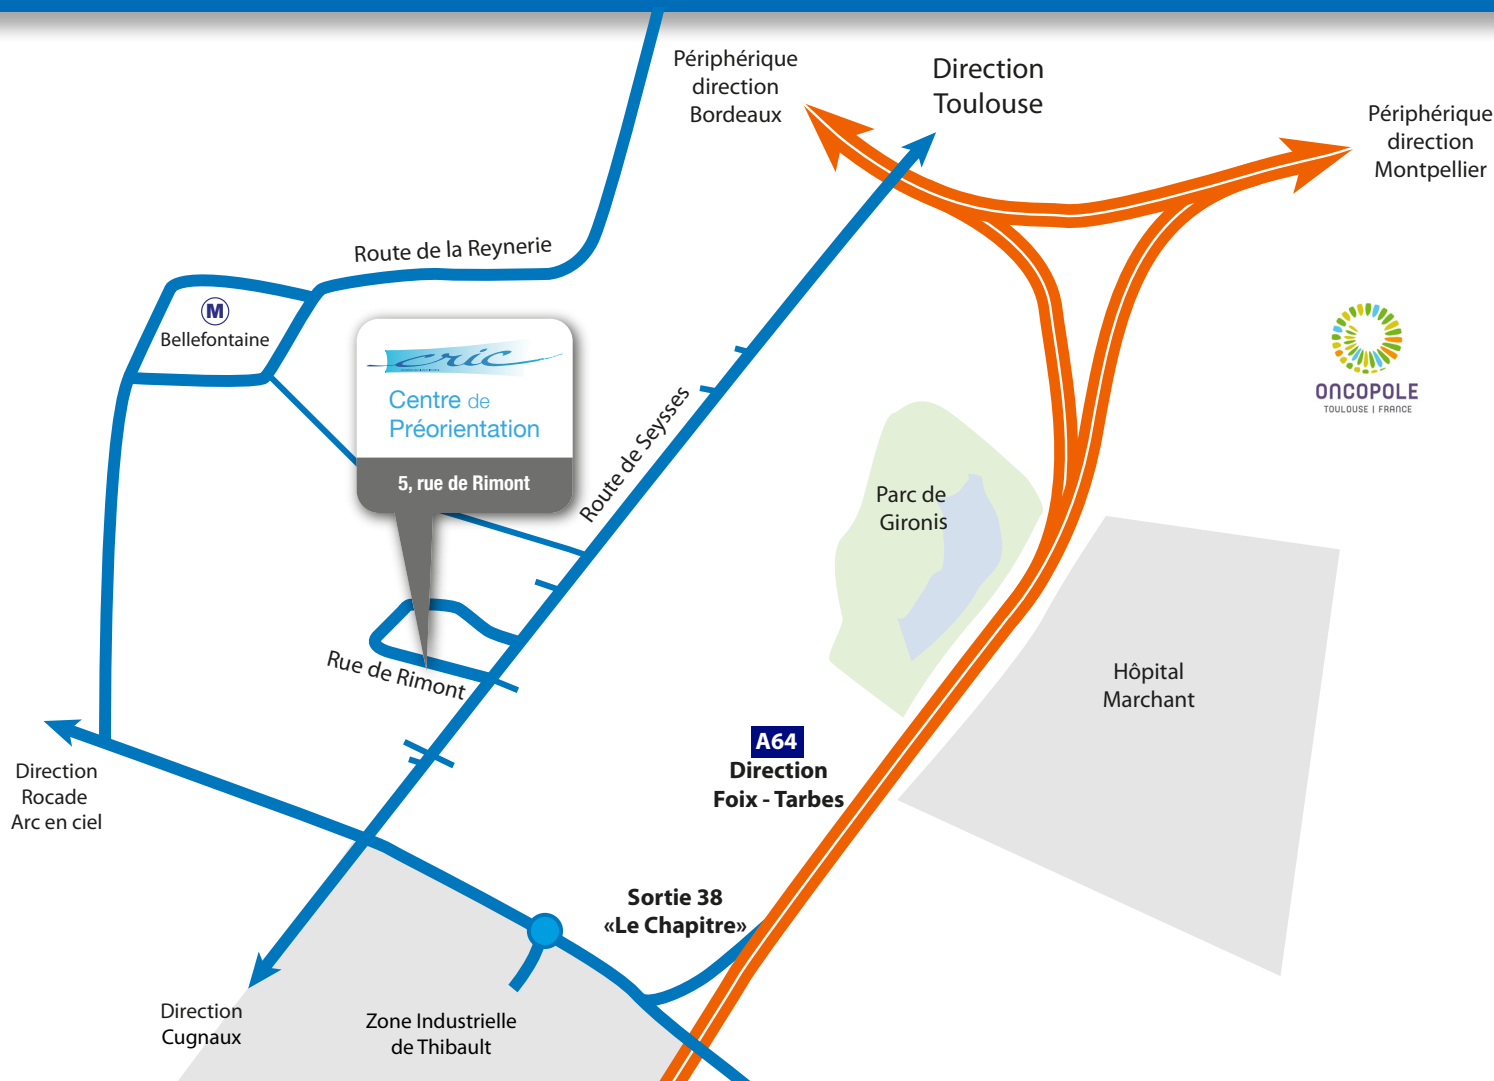 Périphérique
direction
Bordeaux
Direction
Toulouse
Périphérique
direction
Montpellier
Route de la Reynerie
M
Bellefontaine
cric
Centre de
Préorientation
5, rue de Rimont
Route de Seysses
ONCOPOLE
TOULOUSE | FRANCE
Parc de
Gironis
Rue de Rimont
Hôpital
Marchant
A64
Direction
Foix - Tarbes
Direction
Rocade
Arc en ciel
Sortie 38
«Le Chapitre»
Direction
Cugnaux
Zone Industrielle
de Thibault